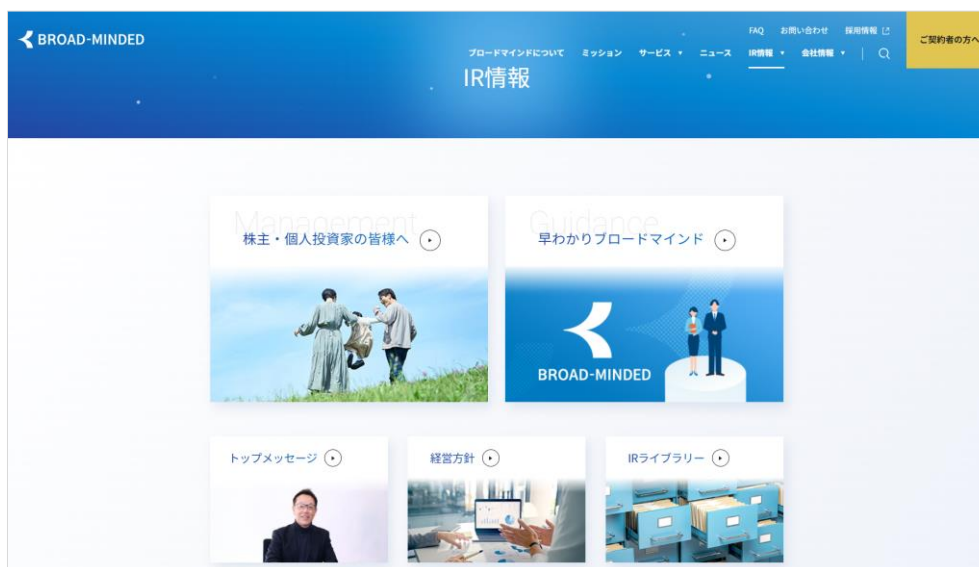 BROAD-MINDED
FAQ お問い合わせ 採用情報
ご契約者の方へ
ブロードマインドについて ミッション サービス ニュース IR情報 会社情報
IR情報
Management
株主・個人投資家の皆様へ
Guidance
早わかりブロードマインド
BROAD-MINDED
トップメッセージ
経営方針
IRライブラリー